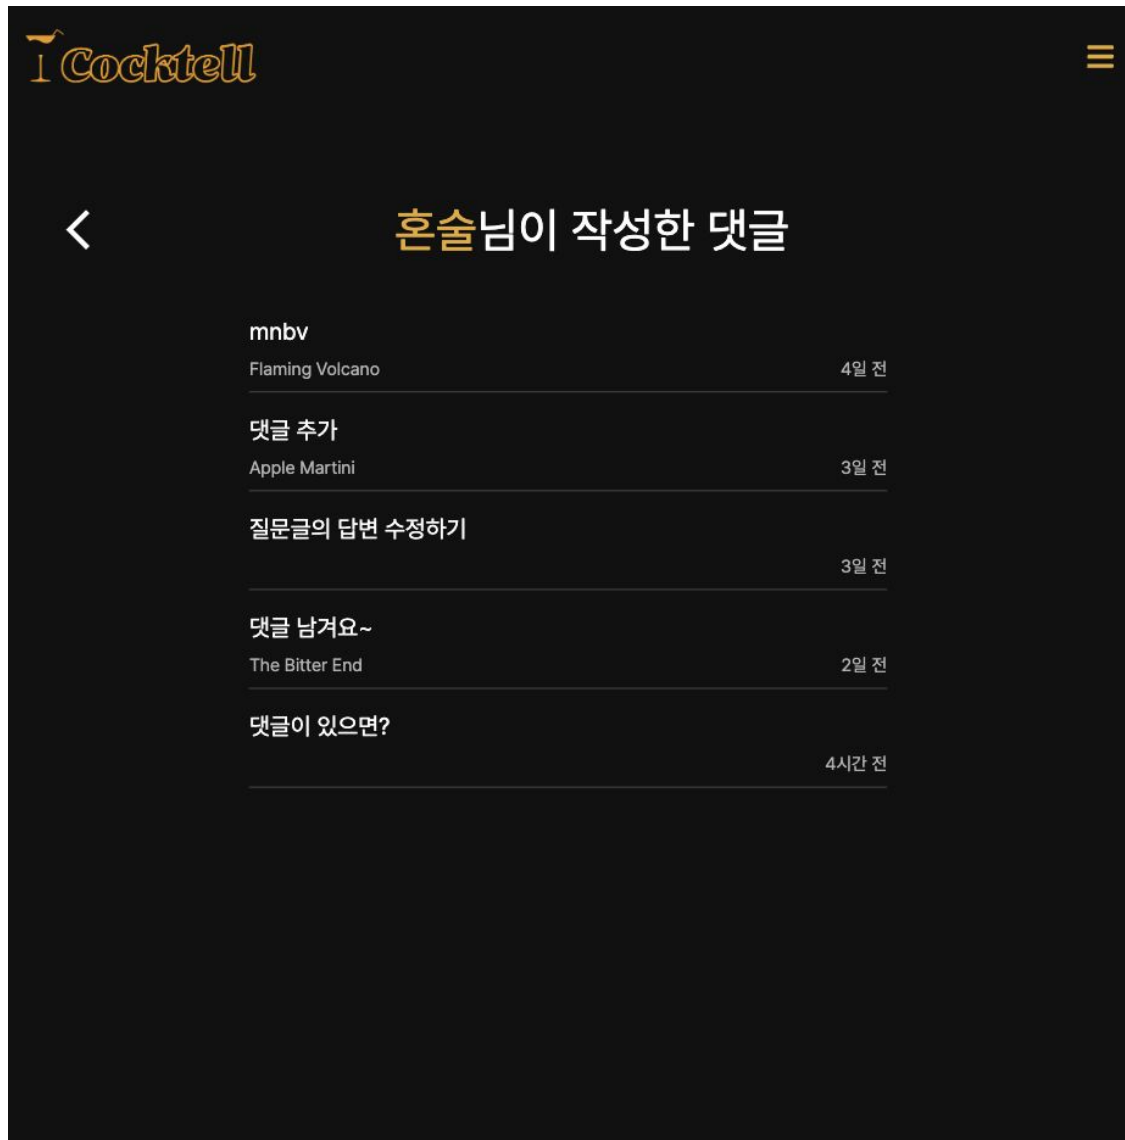 Cocktell
혼술님이 작성한 댓글
mnbv
Flaming Volcano 4일 전
댓글 추가
Apple Martini 3일 전
질문글의 답변 수정하기
3일 전
댓글 남겨요~
The Bitter End 2일 전
댓글이 있으면?
4시간 전